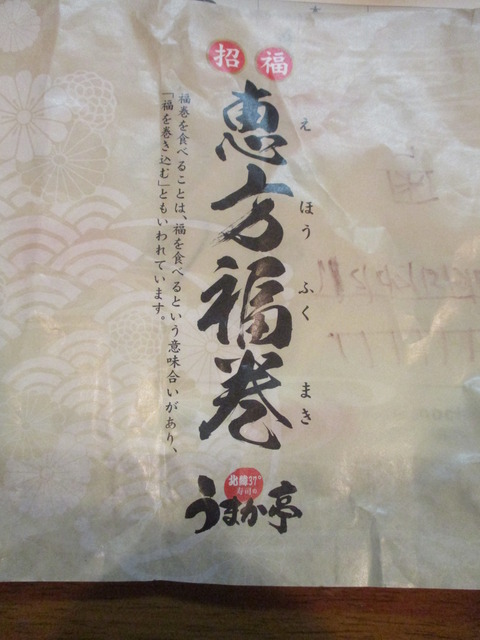 招福
恵方福巻
えほうふくまき
福巻を食べることは、福を食べるという意味合いがあり、
「福を巻き込む」ともいわれています。
北緯37°
寿司の
うまか亭